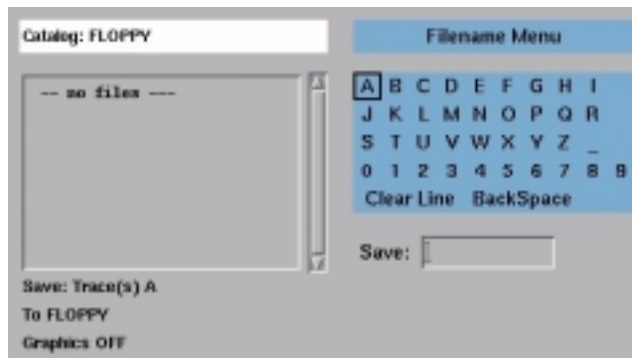 Catalog: FLOPPY
Filename Menu
-- no files ---
A B C D E F G H I
J K L M N O P Q R
S T U V W X Y Z _
0 1 2 3 4 5 6 7 8 9
Clear Line BackSpace
Save:
Save: Trace(s) A
To FLOPPY
Graphics OFF